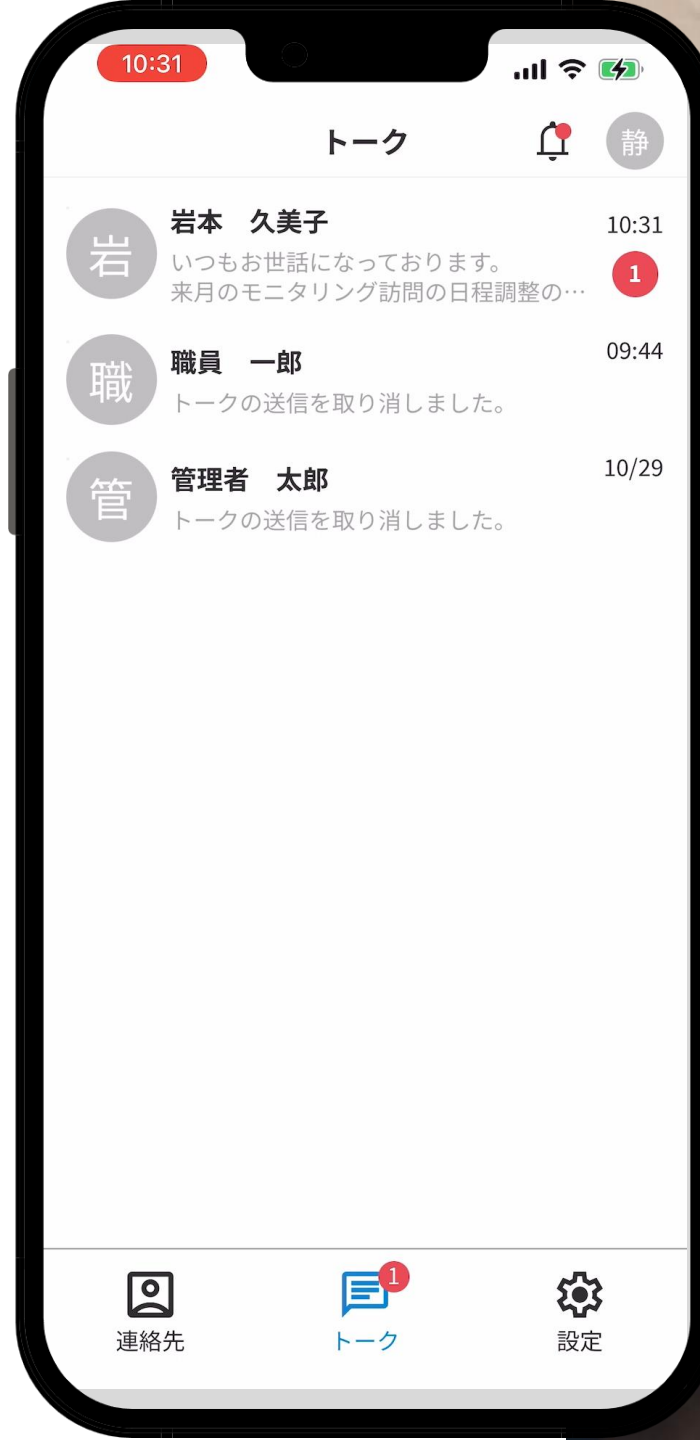 10:31
トーク
静
岩
岩本　久美子
10:31
いつもお世話になっております。
来月のモニタリング訪問の日程調整の…
1
職
職員　一郎
09:44
トークの送信を取り消しました。
管
管理者　太郎
10/29
トークの送信を取り消しました。
1
連絡先
トーク
設定